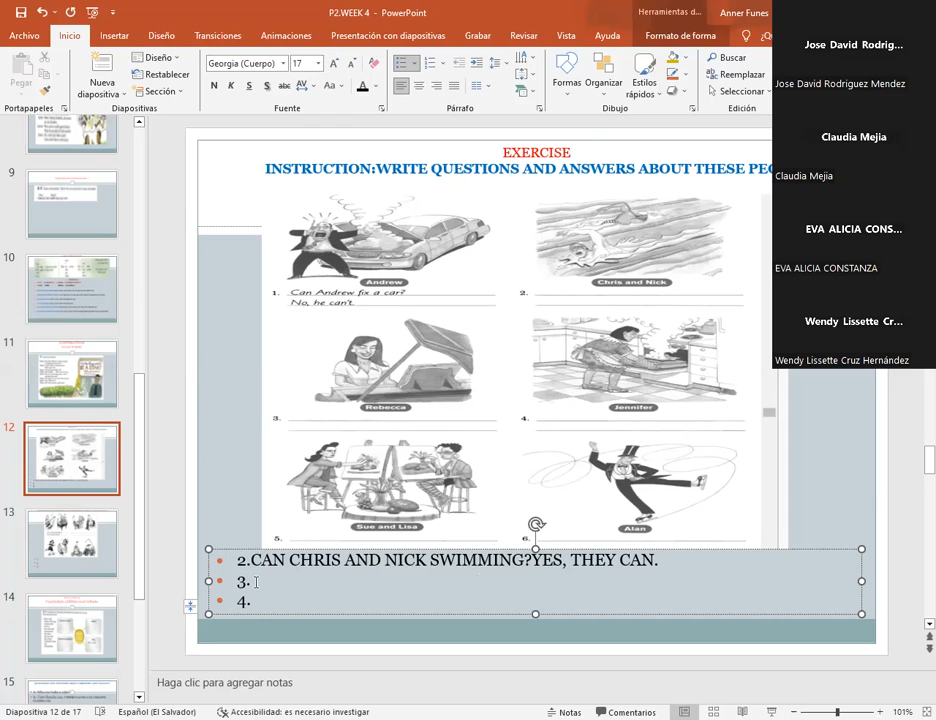 P2.WEEK 4 - PowerPoint
Herramientas d...
Anner Funes
Archivo
Inicio
Insertar
Diseño
Transiciones
Animaciones
Presentación con diapositivas
Grabar
Revisar
Vista
Ayuda
Formato de forma
Pegar
Nueva diapositiva
Diseño
Restablecer
Sección
Georgia (Cuerpo)
17
N K S S abc AV Aa A
Formas
Organizar
Estilos rápidos
Buscar
Reemplazar
Seleccionar
Portapapeles
Diapositivas
Fuente
Párrafo
Dibujo
Edición
Jose David Rodrig...
Jose David Rodriguez Mendez
Claudia Mejia
Claudia Mejia
EVA ALICIA CONS...
EVA ALICIA CONSTANZA
Wendy Lissette Cr...
Wendy Lissette Cruz Hernández
9
10
11
12
13
14
15
EXERCISE
INSTRUCTION:WRITE QUESTIONS AND ANSWERS ABOUT THESE PEO
Andrew
Chris and Nick
1. Can Andrew fix a car?
No, he can't.
2.
Rebecca
Jennifer
3.
4.
Sue and Lisa
Alan
5.
6.
2.CAN CHRIS AND NICK SWIMMING?YES, THEY CAN.
3.
4.
Haga clic para agregar notas
Diapositiva 12 de 17
Español (El Salvador)
Accesibilidad: es necesario investigar
Notas
Comentarios
101%